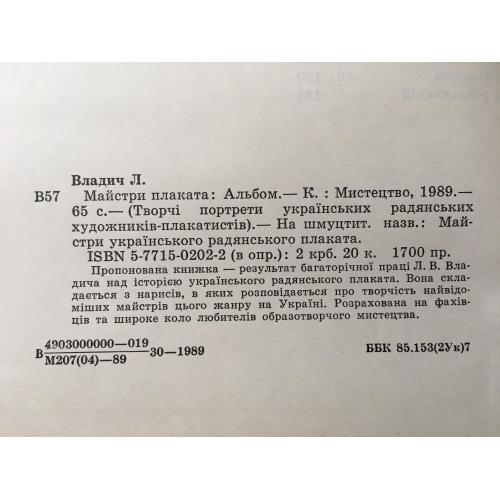 Владич Л.
В57 Майстри плаката: Альбом.— К. : Мистецтво, 1989.—
65 с.— (Творчі портрети українських радянських
художників-плакатистів).— На шмуцтит. назв.: Май-
стри українського радянського плаката.
ISBN 5-7715-0202-2 (в опр.): 2 крб. 20 к. 1700 пр.
Пропонована книжка — результат багаторічної праці Л. В. Вла-
дича над історією українського радянського плаката. Вона скла-
дається з нарисів, в яких розповідається про творчість найвідо-
міших майстрів цього жанру на Україні. Розрахована на фахів-
ців та широке коло любителів образотворчого мистецтва.
4903000000—019
В 30—1989 ББК 85.153(2Ук)7
М207(04)—89